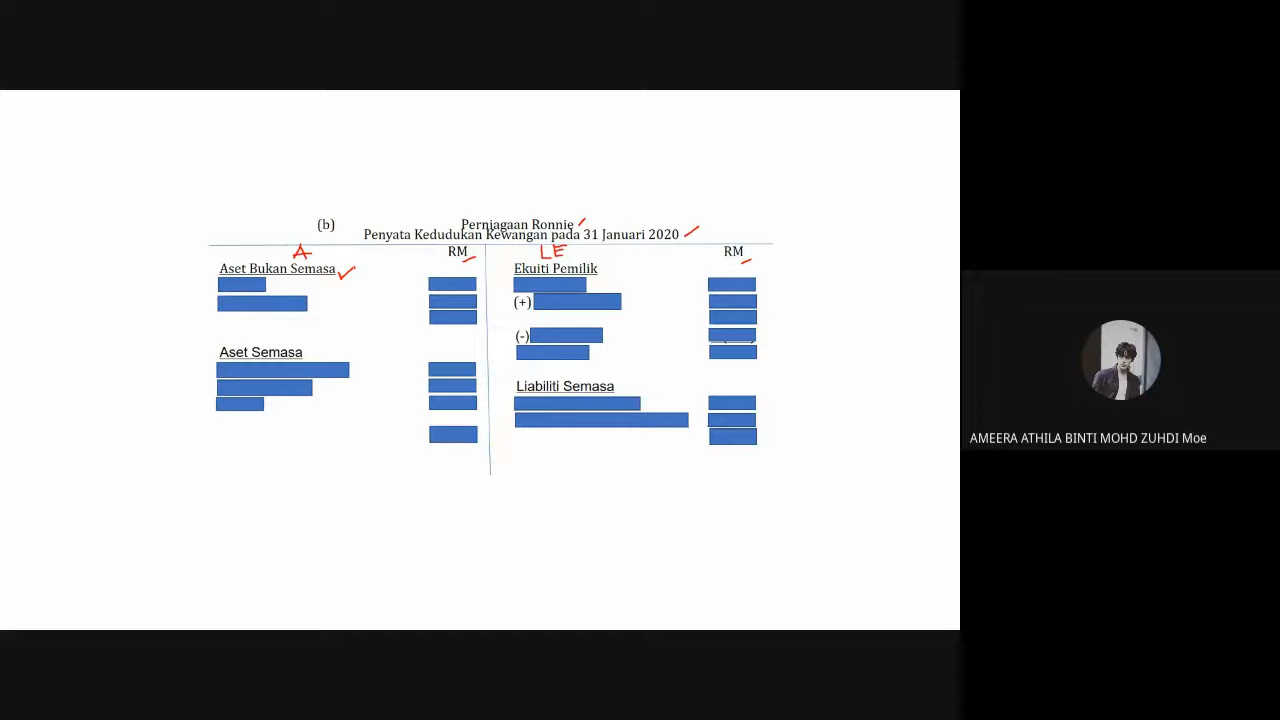 (b) Perniagaan Ronnie
Penyata Kedudukan Kewangan pada 31 Januari 2020
A RM LE RM
Aset Bukan Semasa Ekuiti Pemilik
(+)
(-)
Aset Semasa
Liabiliti Semasa
AMEERA ATHILA BINTI MOHD ZUHDI Moe